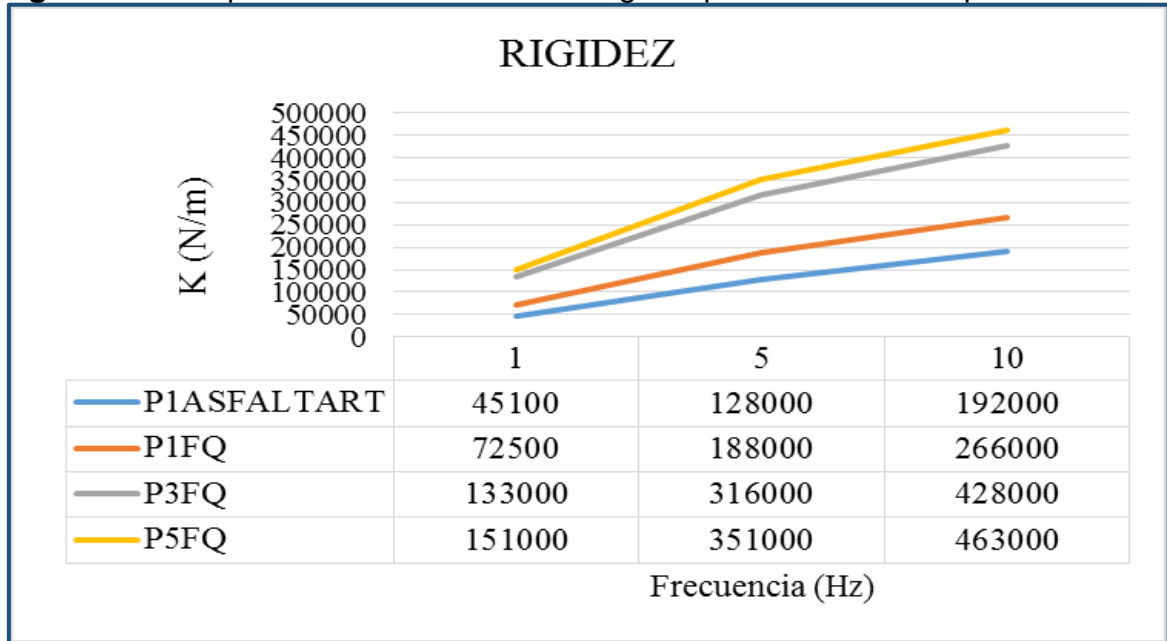 RIGIDEZ
K (N/m)
500000
450000
400000
350000
300000
250000
200000
150000
100000
50000
0
1 5 10
P1ASFALTART 45100 128000 192000
P1FQ 72500 188000 266000
P3FQ 133000 316000 428000
P5FQ 151000 351000 463000
Frecuencia (Hz)